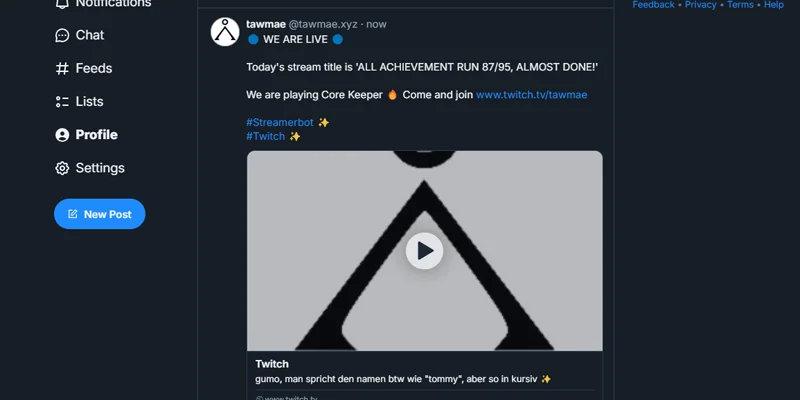 Notifications
Chat
Feeds
Lists
Profile
Settings
New Post
tawmae @tawmae.xyz · now
🔵 WE ARE LIVE 🔵
Today's stream title is 'ALL ACHIEVEMENT RUN 87/95, ALMOST DONE!'
We are playing Core Keeper 🔥 Come and join www.twitch.tv/tawmae
#Streamerbot ✨
#Twitch ✨
Twitch
gumo, man spricht den namen btw wie "tommy", aber so in kursiv ✨
www.twitch.tv
Feedback • Privacy • Terms • Help